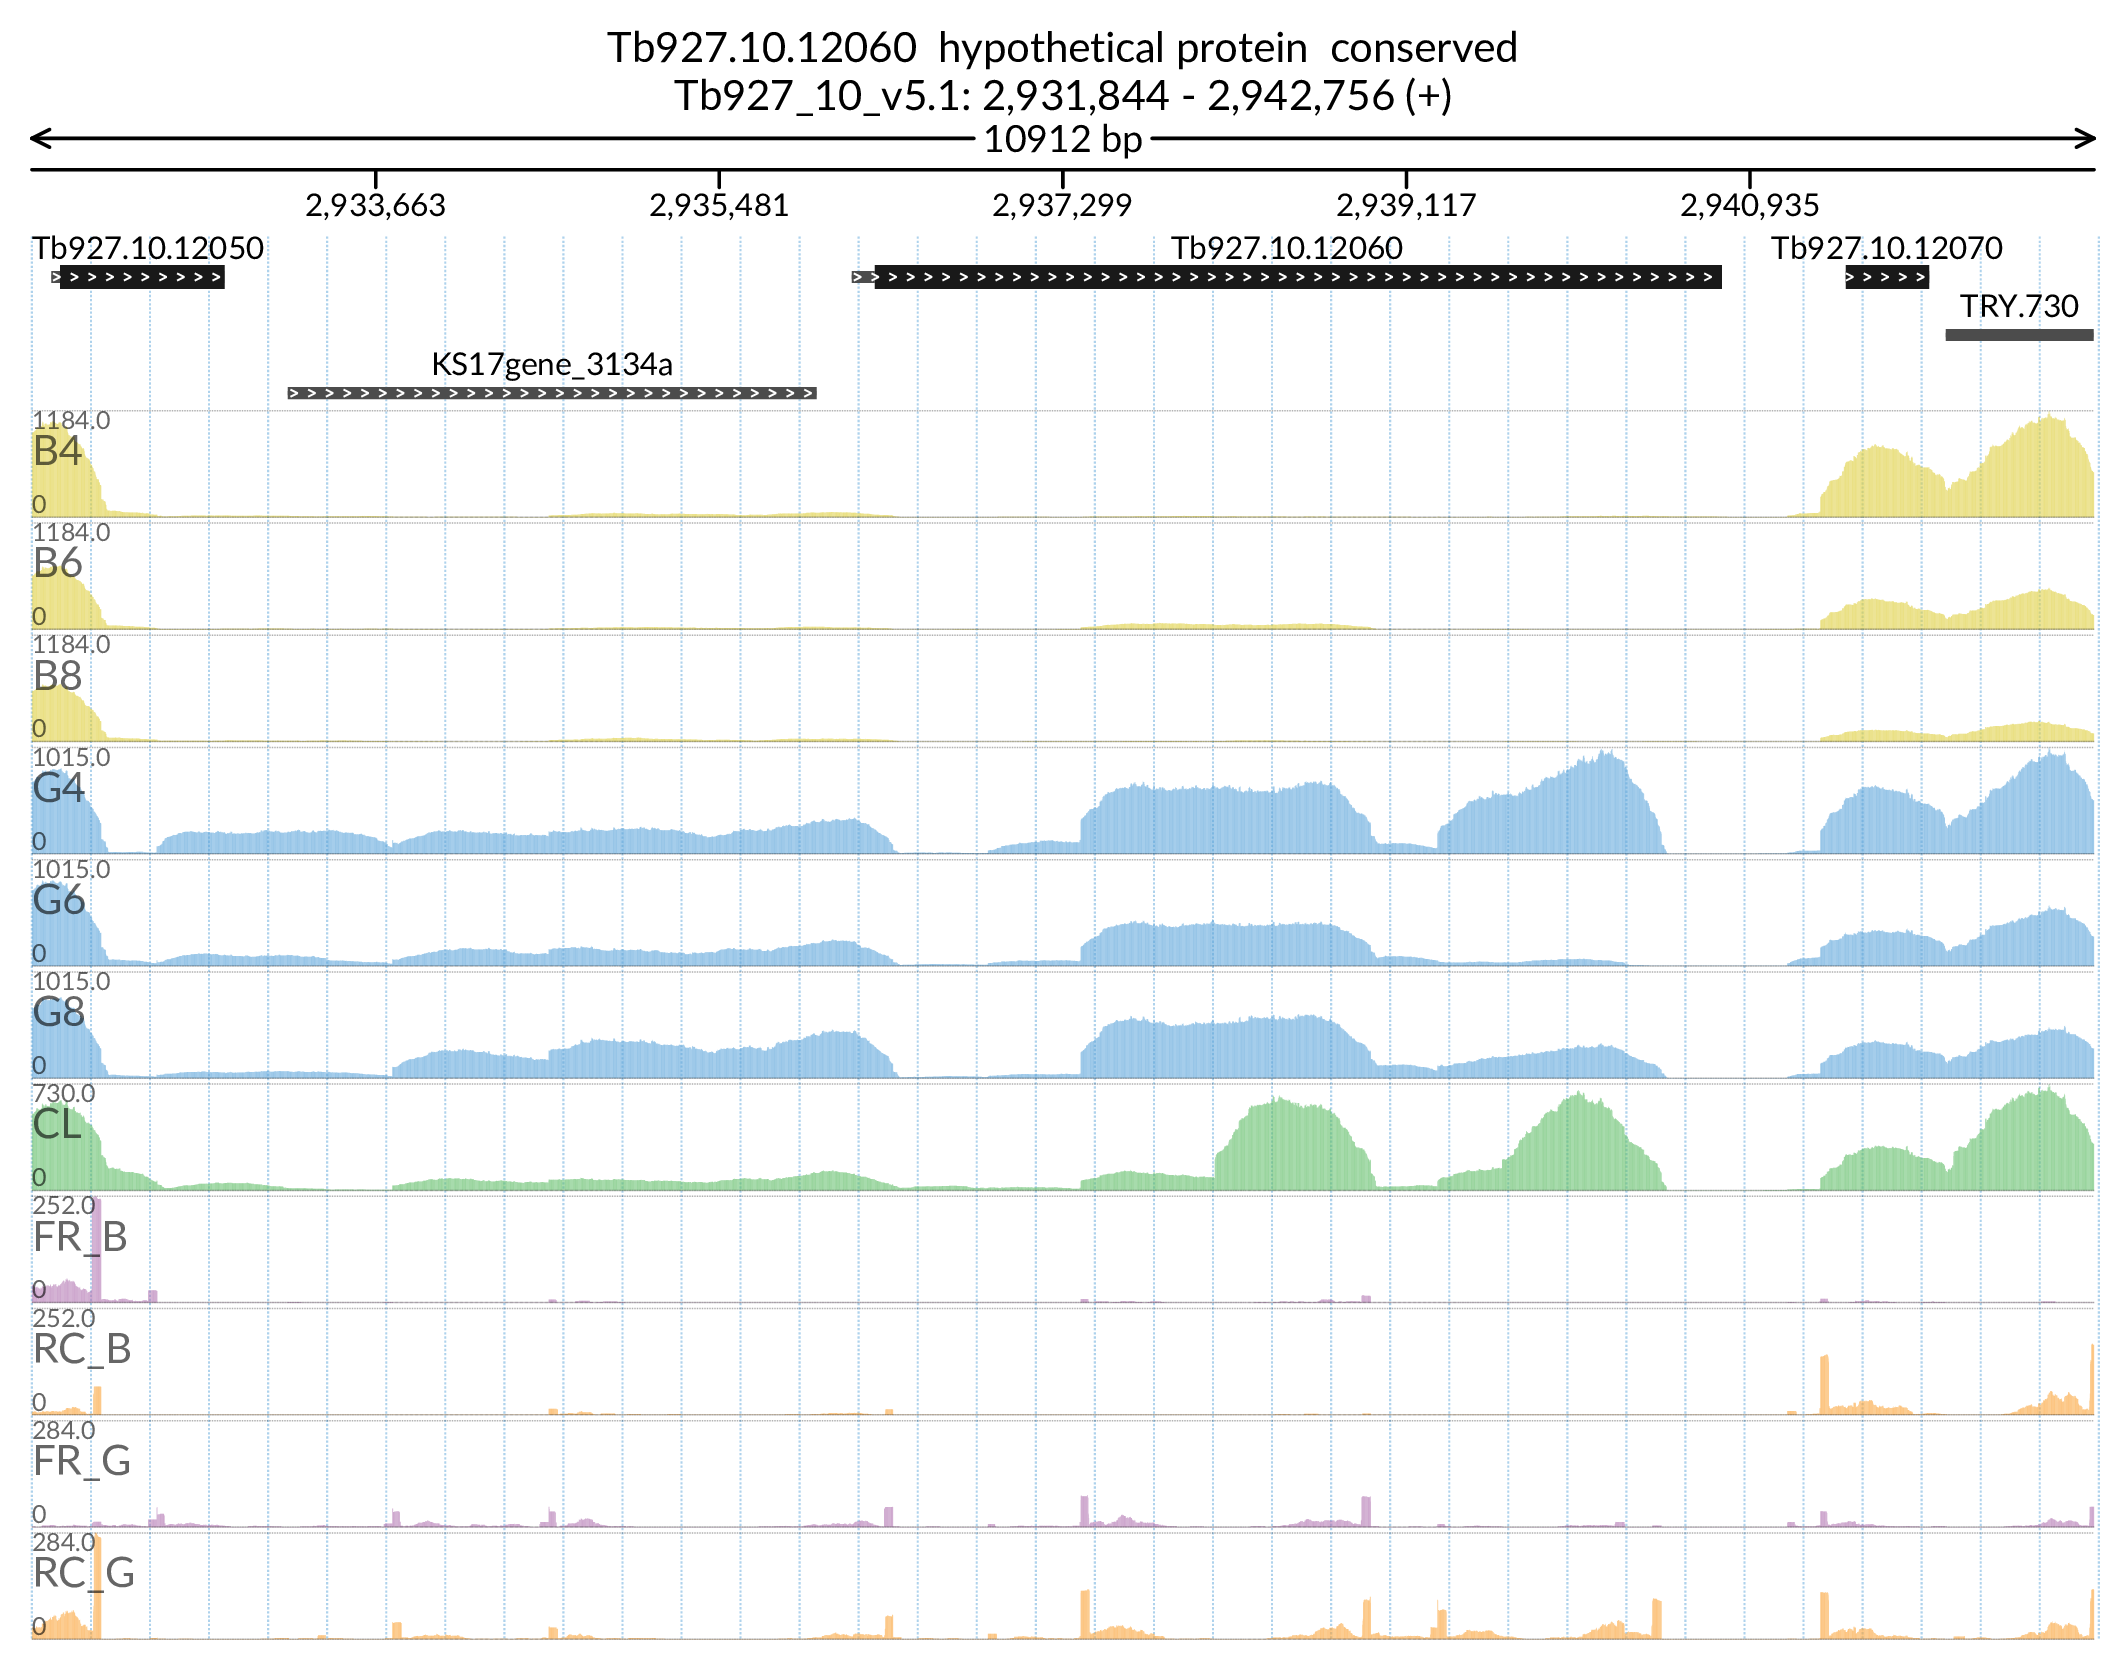 Tb927.10.12060  hypothetical protein  conserved
Tb927_10_v5.1: 2,931,844 - 2,942,756 (+)
10912 bp
2,933,663 2,935,481 2,937,299 2,939,117 2,940,935
Tb927.10.12050 Tb927.10.12060 Tb927.10.12070
TRY.730
KS17gene_3134a
1184.0
B4
0
1184.0
B6
0
1184.0
B8
0
1015.0
G4
0
1015.0
G6
0
1015.0
G8
0
730.0
CL
0
252.0
FR_B
0
252.0
RC_B
0
284.0
FR_G
0
284.0
RC_G
0